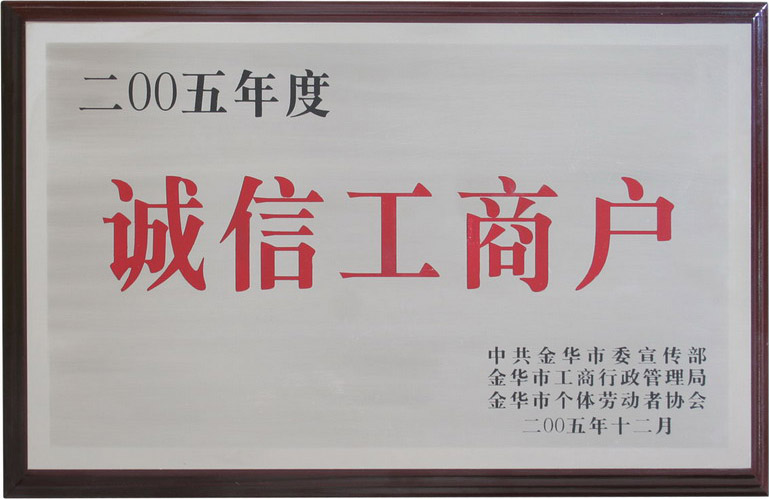 二00五年度
诚信工商户
中共金华市委宣传部
金华市工商行政管理局
金华市个体劳动者协会
二00五年十二月